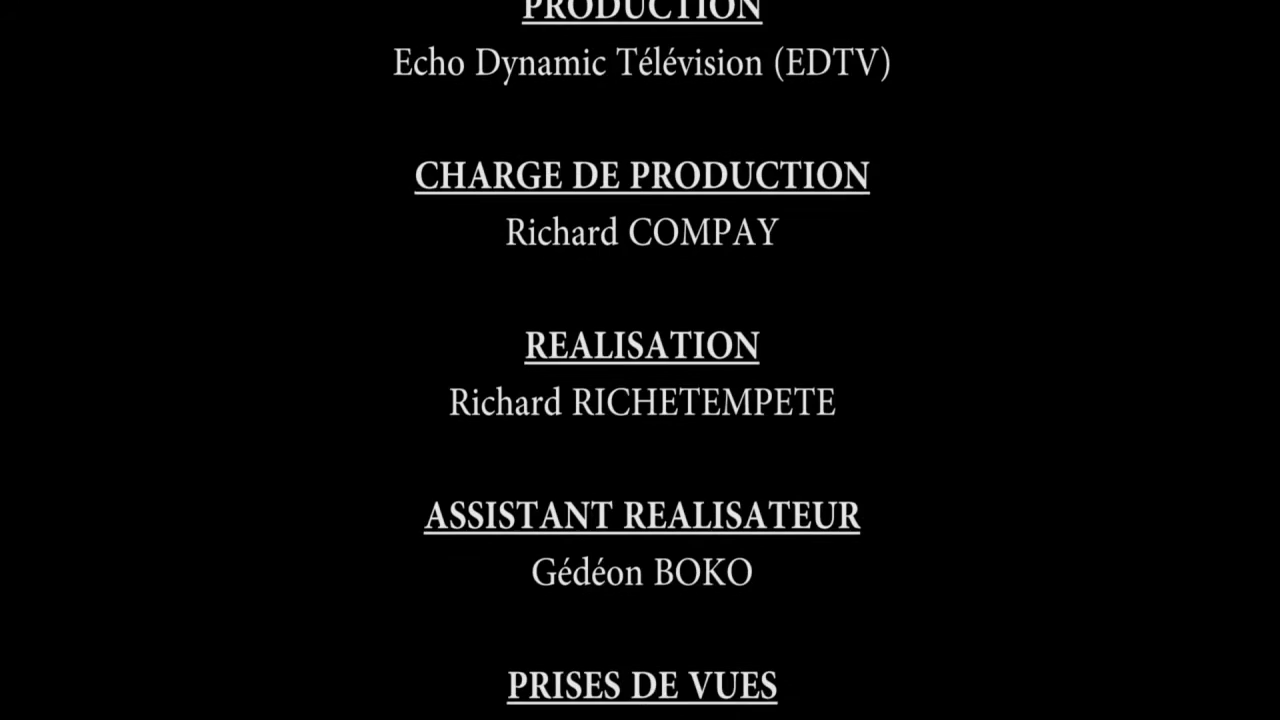 PRODUCTION
Echo Dynamic Télévision (EDTV)
CHARGE DE PRODUCTION
Richard COMPAY
REALISATION
Richard RICHETEMPETE
ASSISTANT REALISATEUR
Gédéon BOKO
PRISES DE VUES